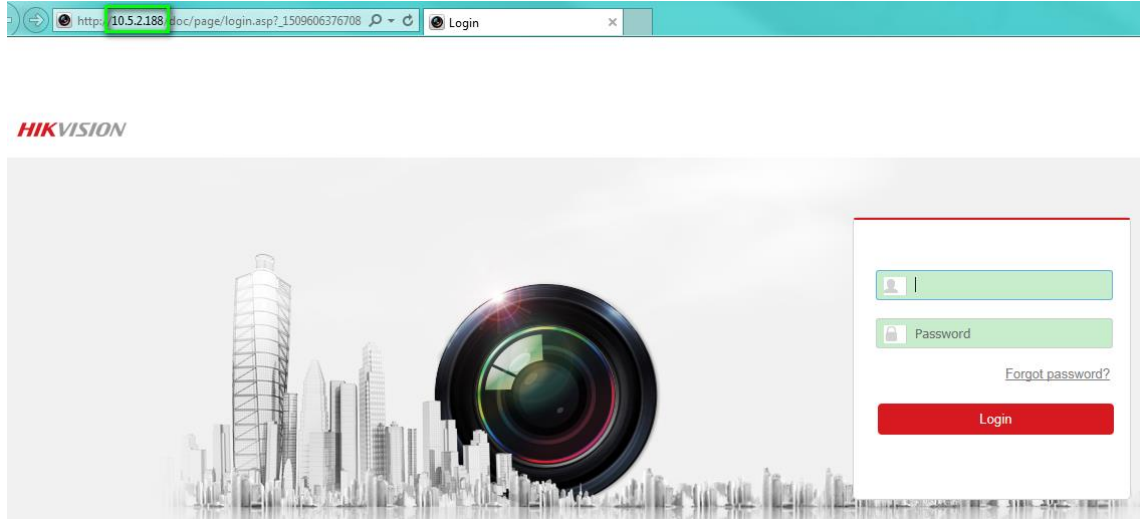 http://10.5.2.188/doc/page/login.asp?_1509606376708
Login
HIKVISION
Password
Forgot password?
Login